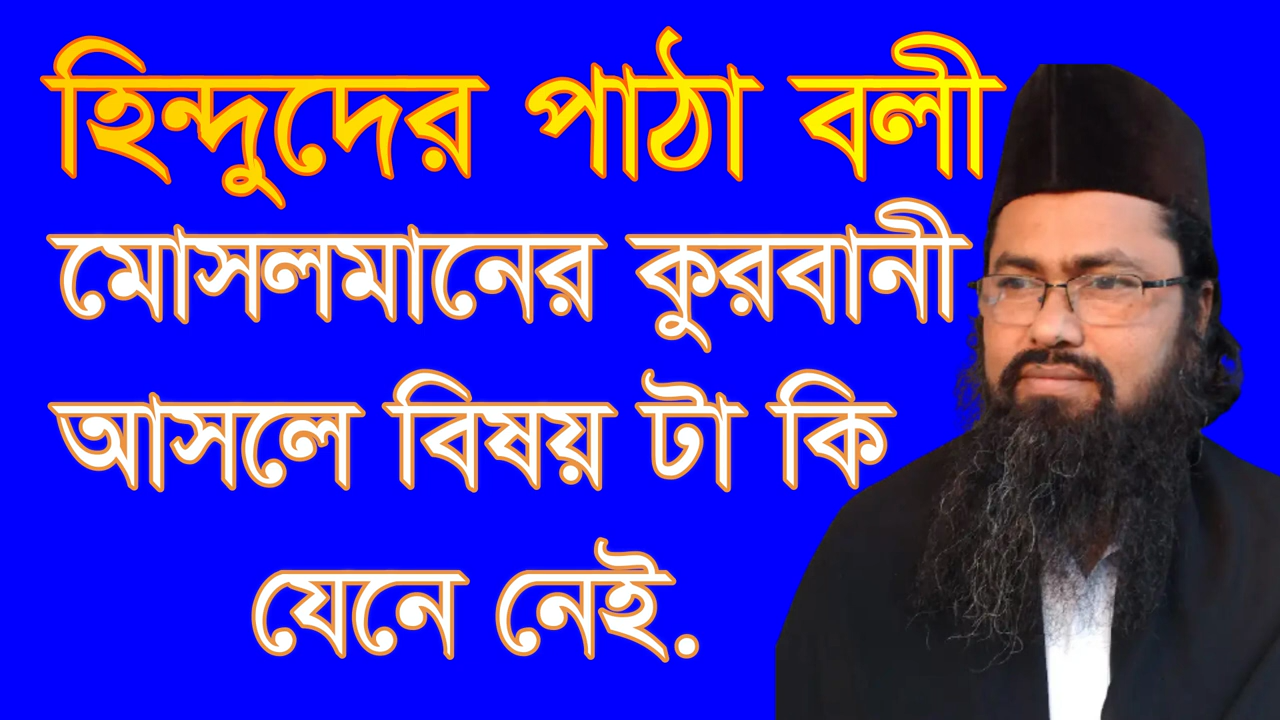 হিন্দুদের পাঠা বলী
মোসলমানের কুরবানী
আসলে বিষয় টা কি
যেনে নেই.